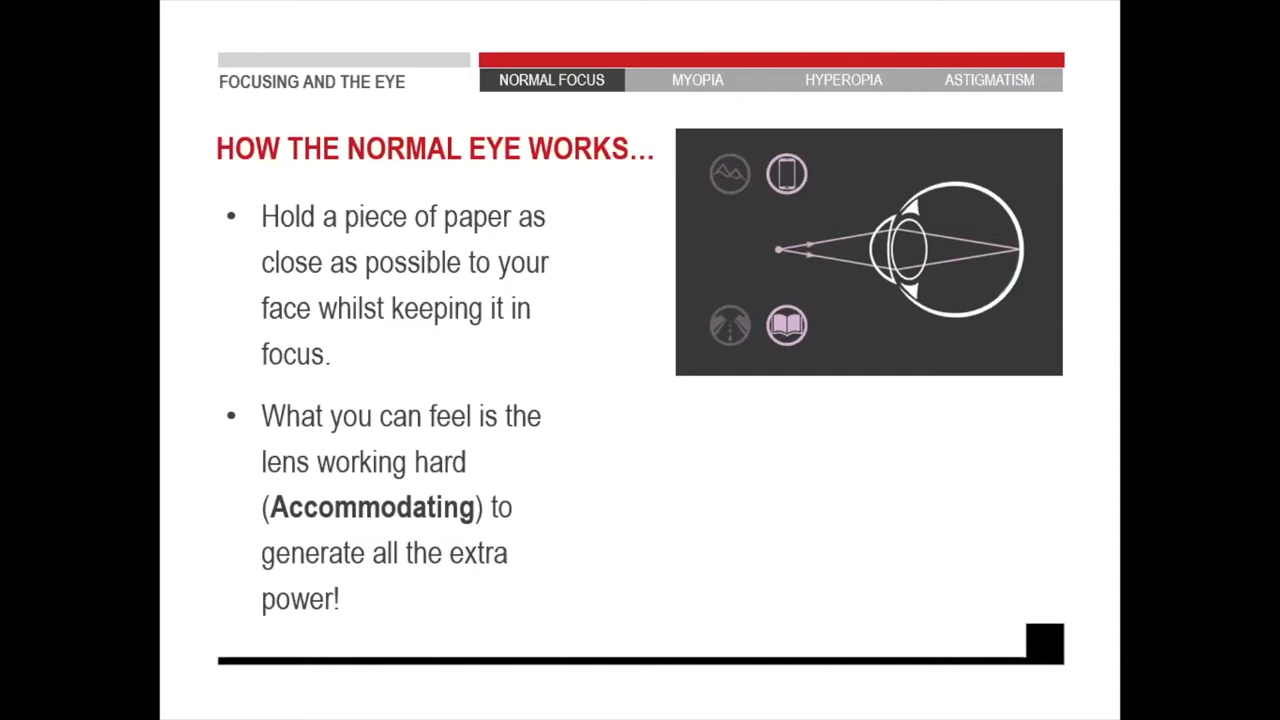 FOCUSING AND THE EYE
NORMAL FOCUS
MYOPIA
HYPEROPIA
ASTIGMATISM
HOW THE NORMAL EYE WORKS…
• Hold a piece of paper as
close as possible to your
face whilst keeping it in
focus.
• What you can feel is the
lens working hard
(Accommodating) to
generate all the extra
power!